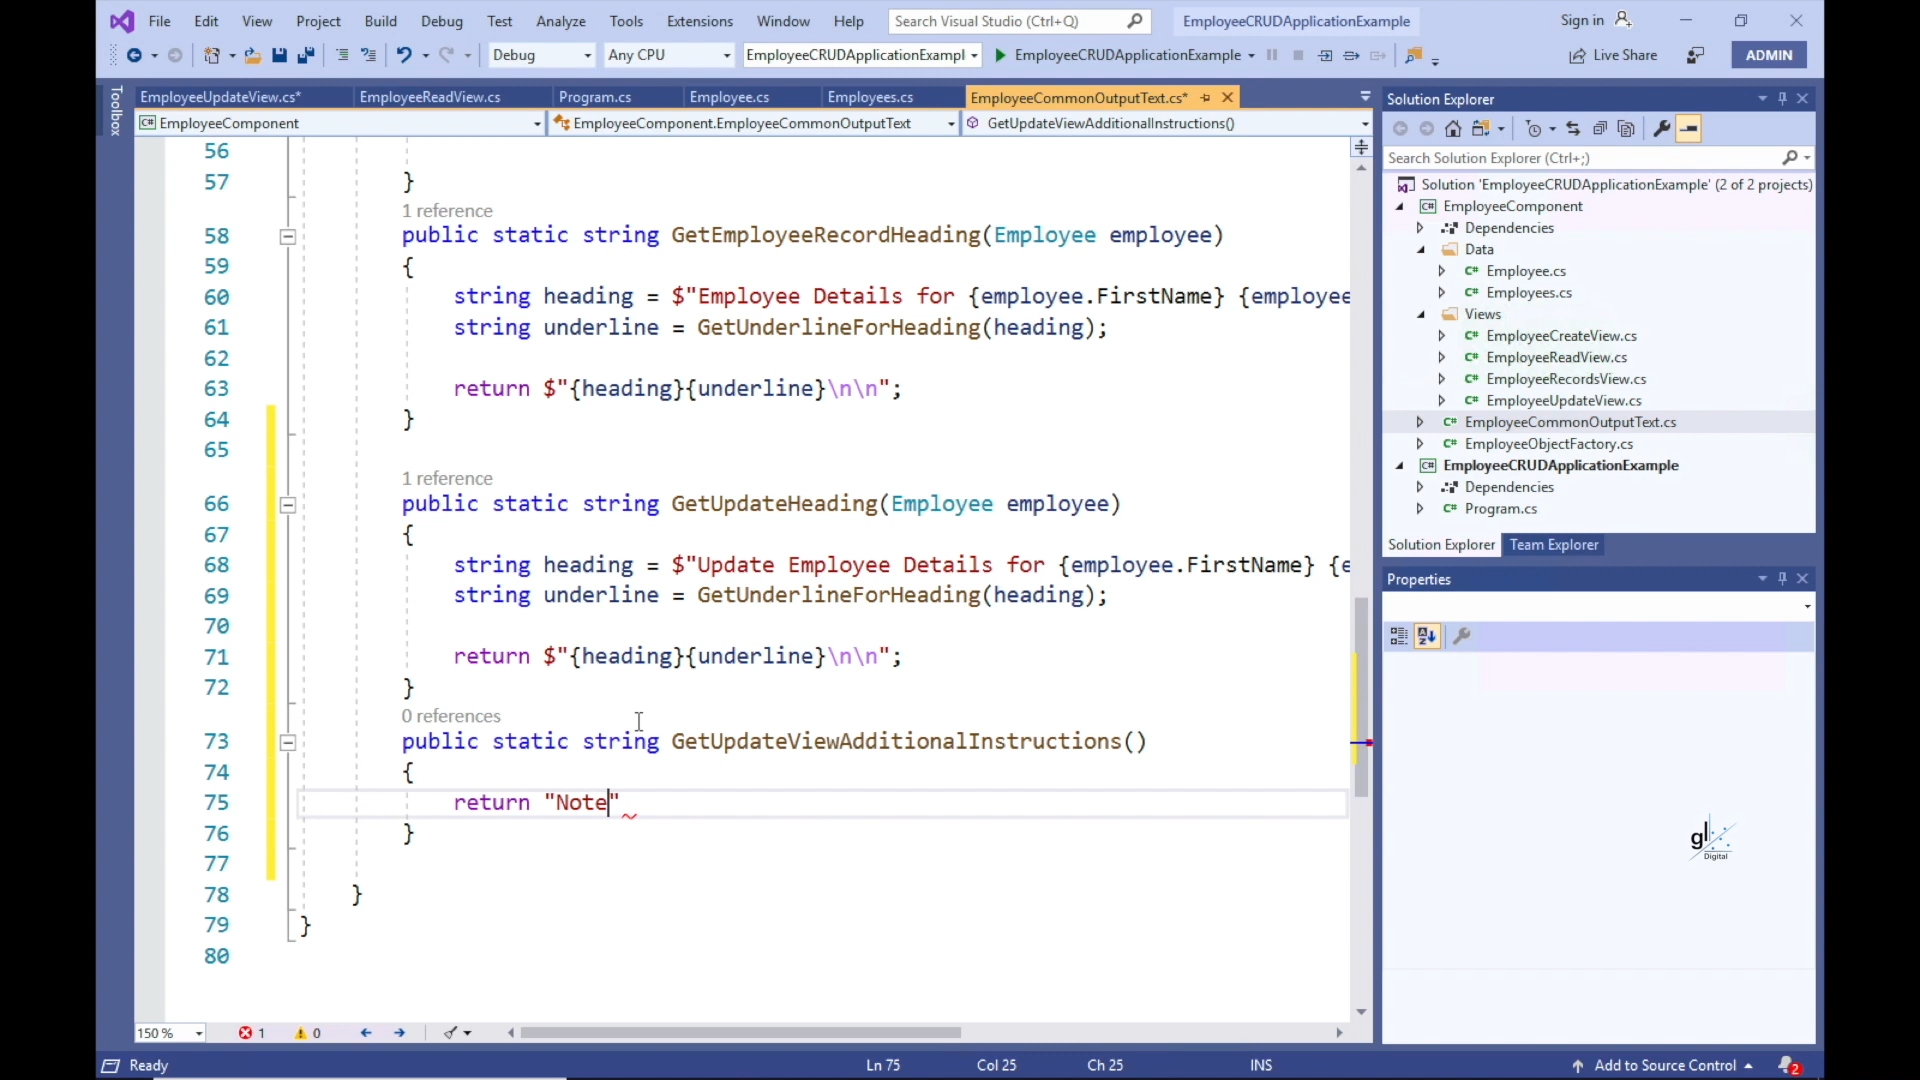 File Edit View Project Build Debug Test Analyze Tools Extensions Window Help Search Visual Studio (Ctrl+Q) EmployeeCRUDApplicationExample Sign in
Debug Any CPU EmployeeCRUDApplicationExampl EmployeeCRUDApplicationExample Live Share ADMIN
Toolbox
EmployeeUpdateView.cs* EmployeeReadView.cs Program.cs Employee.cs Employees.cs EmployeeCommonOutputText.cs*
EmployeeComponent EmployeeComponent.EmployeeCommonOutputText GetUpdateViewAdditionalInstructions()
56
57 }
1 reference
58 public static string GetEmployeeRecordHeading(Employee employee)
59 {
60 string heading = $"Employee Details for {employee.FirstName} {employee
61 string underline = GetUnderlineForHeading(heading);
62
63 return $"{heading}{underline}\n\n";
64 }
65
1 reference
66 public static string GetUpdateHeading(Employee employee)
67 {
68 string heading = $"Update Employee Details for {employee.FirstName} {e
69 string underline = GetUnderlineForHeading(heading);
70
71 return $"{heading}{underline}\n\n";
72 }
0 references
73 public static string GetUpdateViewAdditionalInstructions()
74 {
75 return "Note"
76 }
77
78 }
79 }
80
150 % 1 0
Ready Ln 75 Col 25 Ch 25 INS Add to Source Control 2
Solution Explorer
Search Solution Explorer (Ctrl+;)
Solution 'EmployeeCRUDApplicationExample' (2 of 2 projects)
C# EmployeeComponent
Dependencies
Data
C# Employee.cs
C# Employees.cs
Views
C# EmployeeCreateView.cs
C# EmployeeReadView.cs
C# EmployeeRecordsView.cs
C# EmployeeUpdateView.cs
C# EmployeeCommonOutputText.cs
C# EmployeeObjectFactory.cs
C# EmployeeCRUDApplicationExample
Dependencies
C# Program.cs
Solution Explorer Team Explorer
Properties
gl
Digital